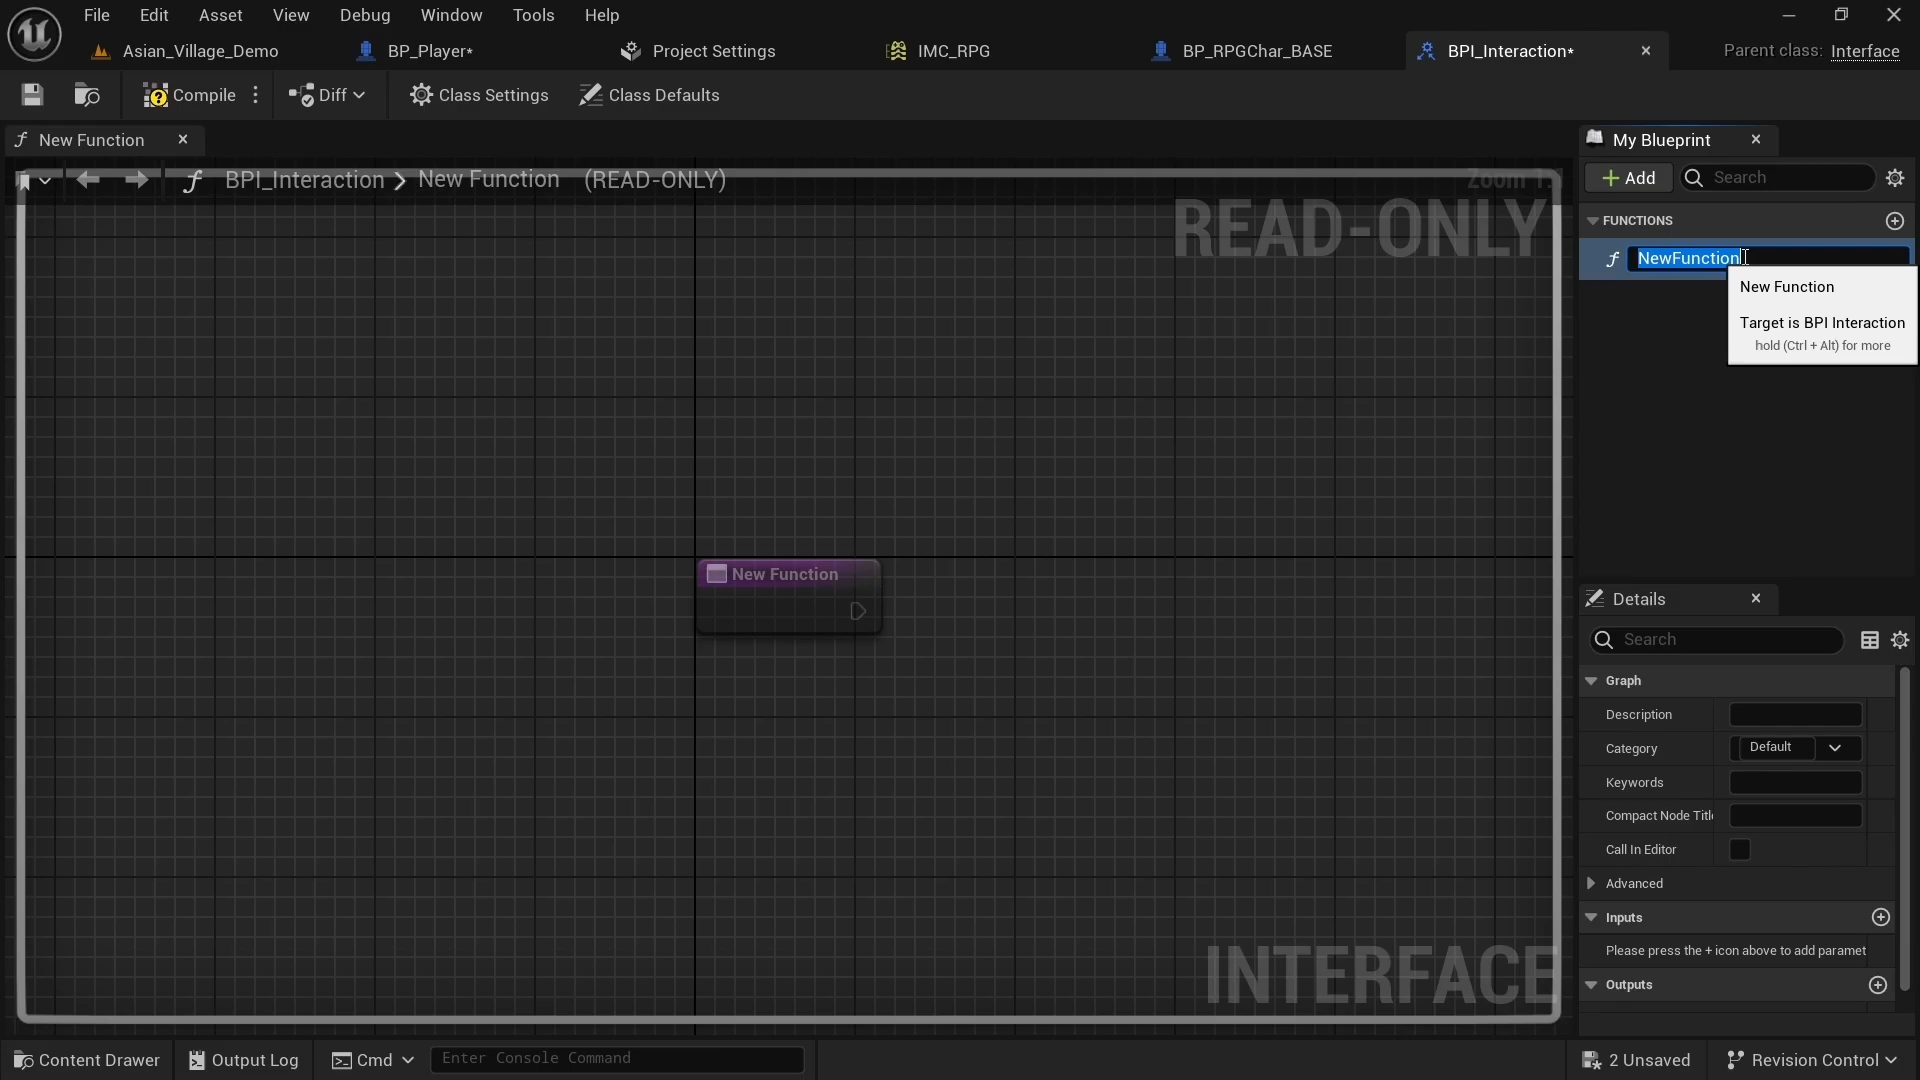 File Edit Asset View Debug Window Tools Help
Asian_Village_Demo BP_Player* Project Settings IMC_RPG BP_RPGChar_BASE BPI_Interaction* Parent class: Interface
Compile Diff Class Settings Class Defaults
New Function
BPI_Interaction > New Function (READ-ONLY)
Zoom 1:1
READ-ONLY
New Function
INTERFACE
My Blueprint
Add Search
FUNCTIONS
NewFunction
New Function
Target is BPI Interaction
hold (Ctrl + Alt) for more
Details
Search
Graph
Description
Category Default
Keywords
Compact Node Titl
Call In Editor
Advanced
Inputs
Please press the + icon above to add paramet
Outputs
Content Drawer Output Log Cmd Enter Console Command 2 Unsaved Revision Control